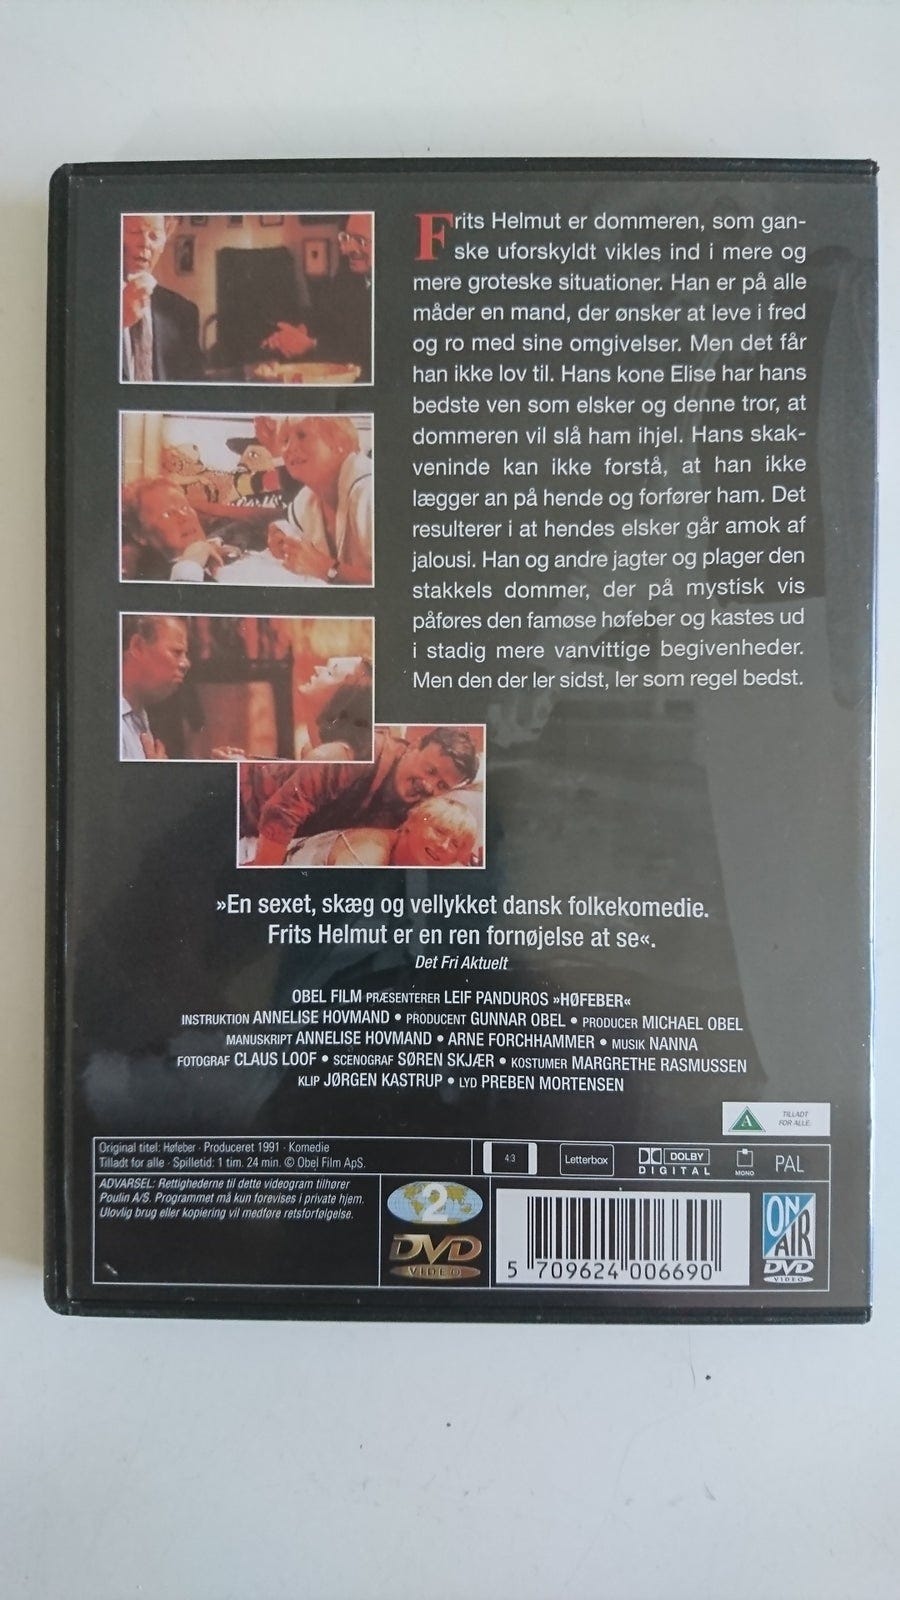 Frits Helmut er dommeren, som gan-
ske uforskyldt vikles ind i mere og
mere groteske situationer. Han er på alle
måder en mand, der ønsker at leve i fred
og ro med sine omgivelser. Men det får
han ikke lov til. Hans kone Elise har hans
bedste ven som elsker og denne tror, at
dommeren vil slå ham ihjel. Hans skak-
veninde kan ikke forstå, at han ikke
lægger an på hende og forfører ham. Det
resulterer i at hendes elsker går amok af
jalousi. Han og andre jagter og plager den
stakkels dommer, der på mystisk vis
påføres den famøse høfeber og kastes ud
i stadig mere vanvittige begivenheder.
Men den der ler sidst, ler som regel bedst.
»En sexet, skæg og vellykket dansk folkekomedie.
Frits Helmut er en ren fornøjelse at se«.
Det Fri Aktuelt
OBEL FILM PRÆSENTERER LEIF PANDUROS »HØFEBER«
INSTRUKTION ANNELISE HOVMAND • PRODUCENT GUNNAR OBEL • PRODUCER MICHAEL OBEL
MANUSKRIPT ANNELISE HOVMAND • ARNE FORCHHAMMER • MUSIK NANNA
FOTOGRAF CLAUS LOOF • SCENOGRAF SØREN SKJÆR • KOSTUMER MARGRETHE RASMUSSEN
KLIP JØRGEN KASTRUP • LYD PREBEN MORTENSEN
A TILLADT
FOR ALLE
Original titel: Høfeber · Produceret 1991 · Komedie
Tilladt for alle · Spilletid: 1 tim. 24 min. © Obel Film ApS.
4:3 Letterbox DOLBY DIGITAL MONO PAL
ADVARSEL: Rettighederne til dette videogram tilhører
Poulin A/S. Programmet må kun forevises i private hjem.
Ulovlig brug eller kopiering vil medføre retsforfølgelse.
2
DVD
VIDEO
5 709624 006690
ON AIR
DVD
VIDEO